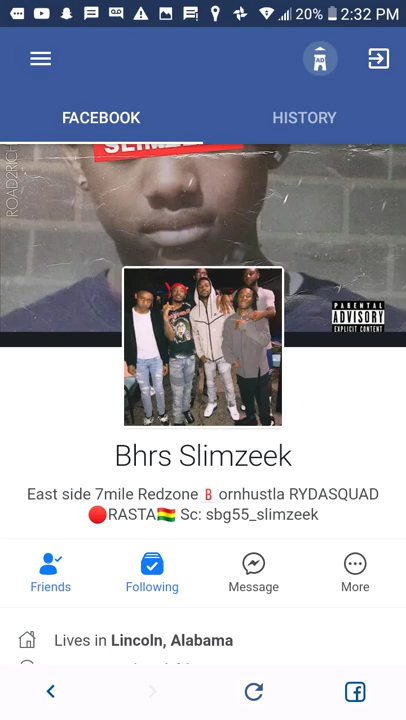 20% 2:32 PM
FACEBOOK HISTORY
ROAD2RICH
PARENTAL
ADVISORY
EXPLICIT CONTENT
Bhrs Slimzeek
East side 7mile Redzone 🅱️ornhustla RYDASQUAD
🔴RASTA🇬🇭 Sc: sbg55_slimzeek
Friends Following Message More
Lives in Lincoln, Alabama